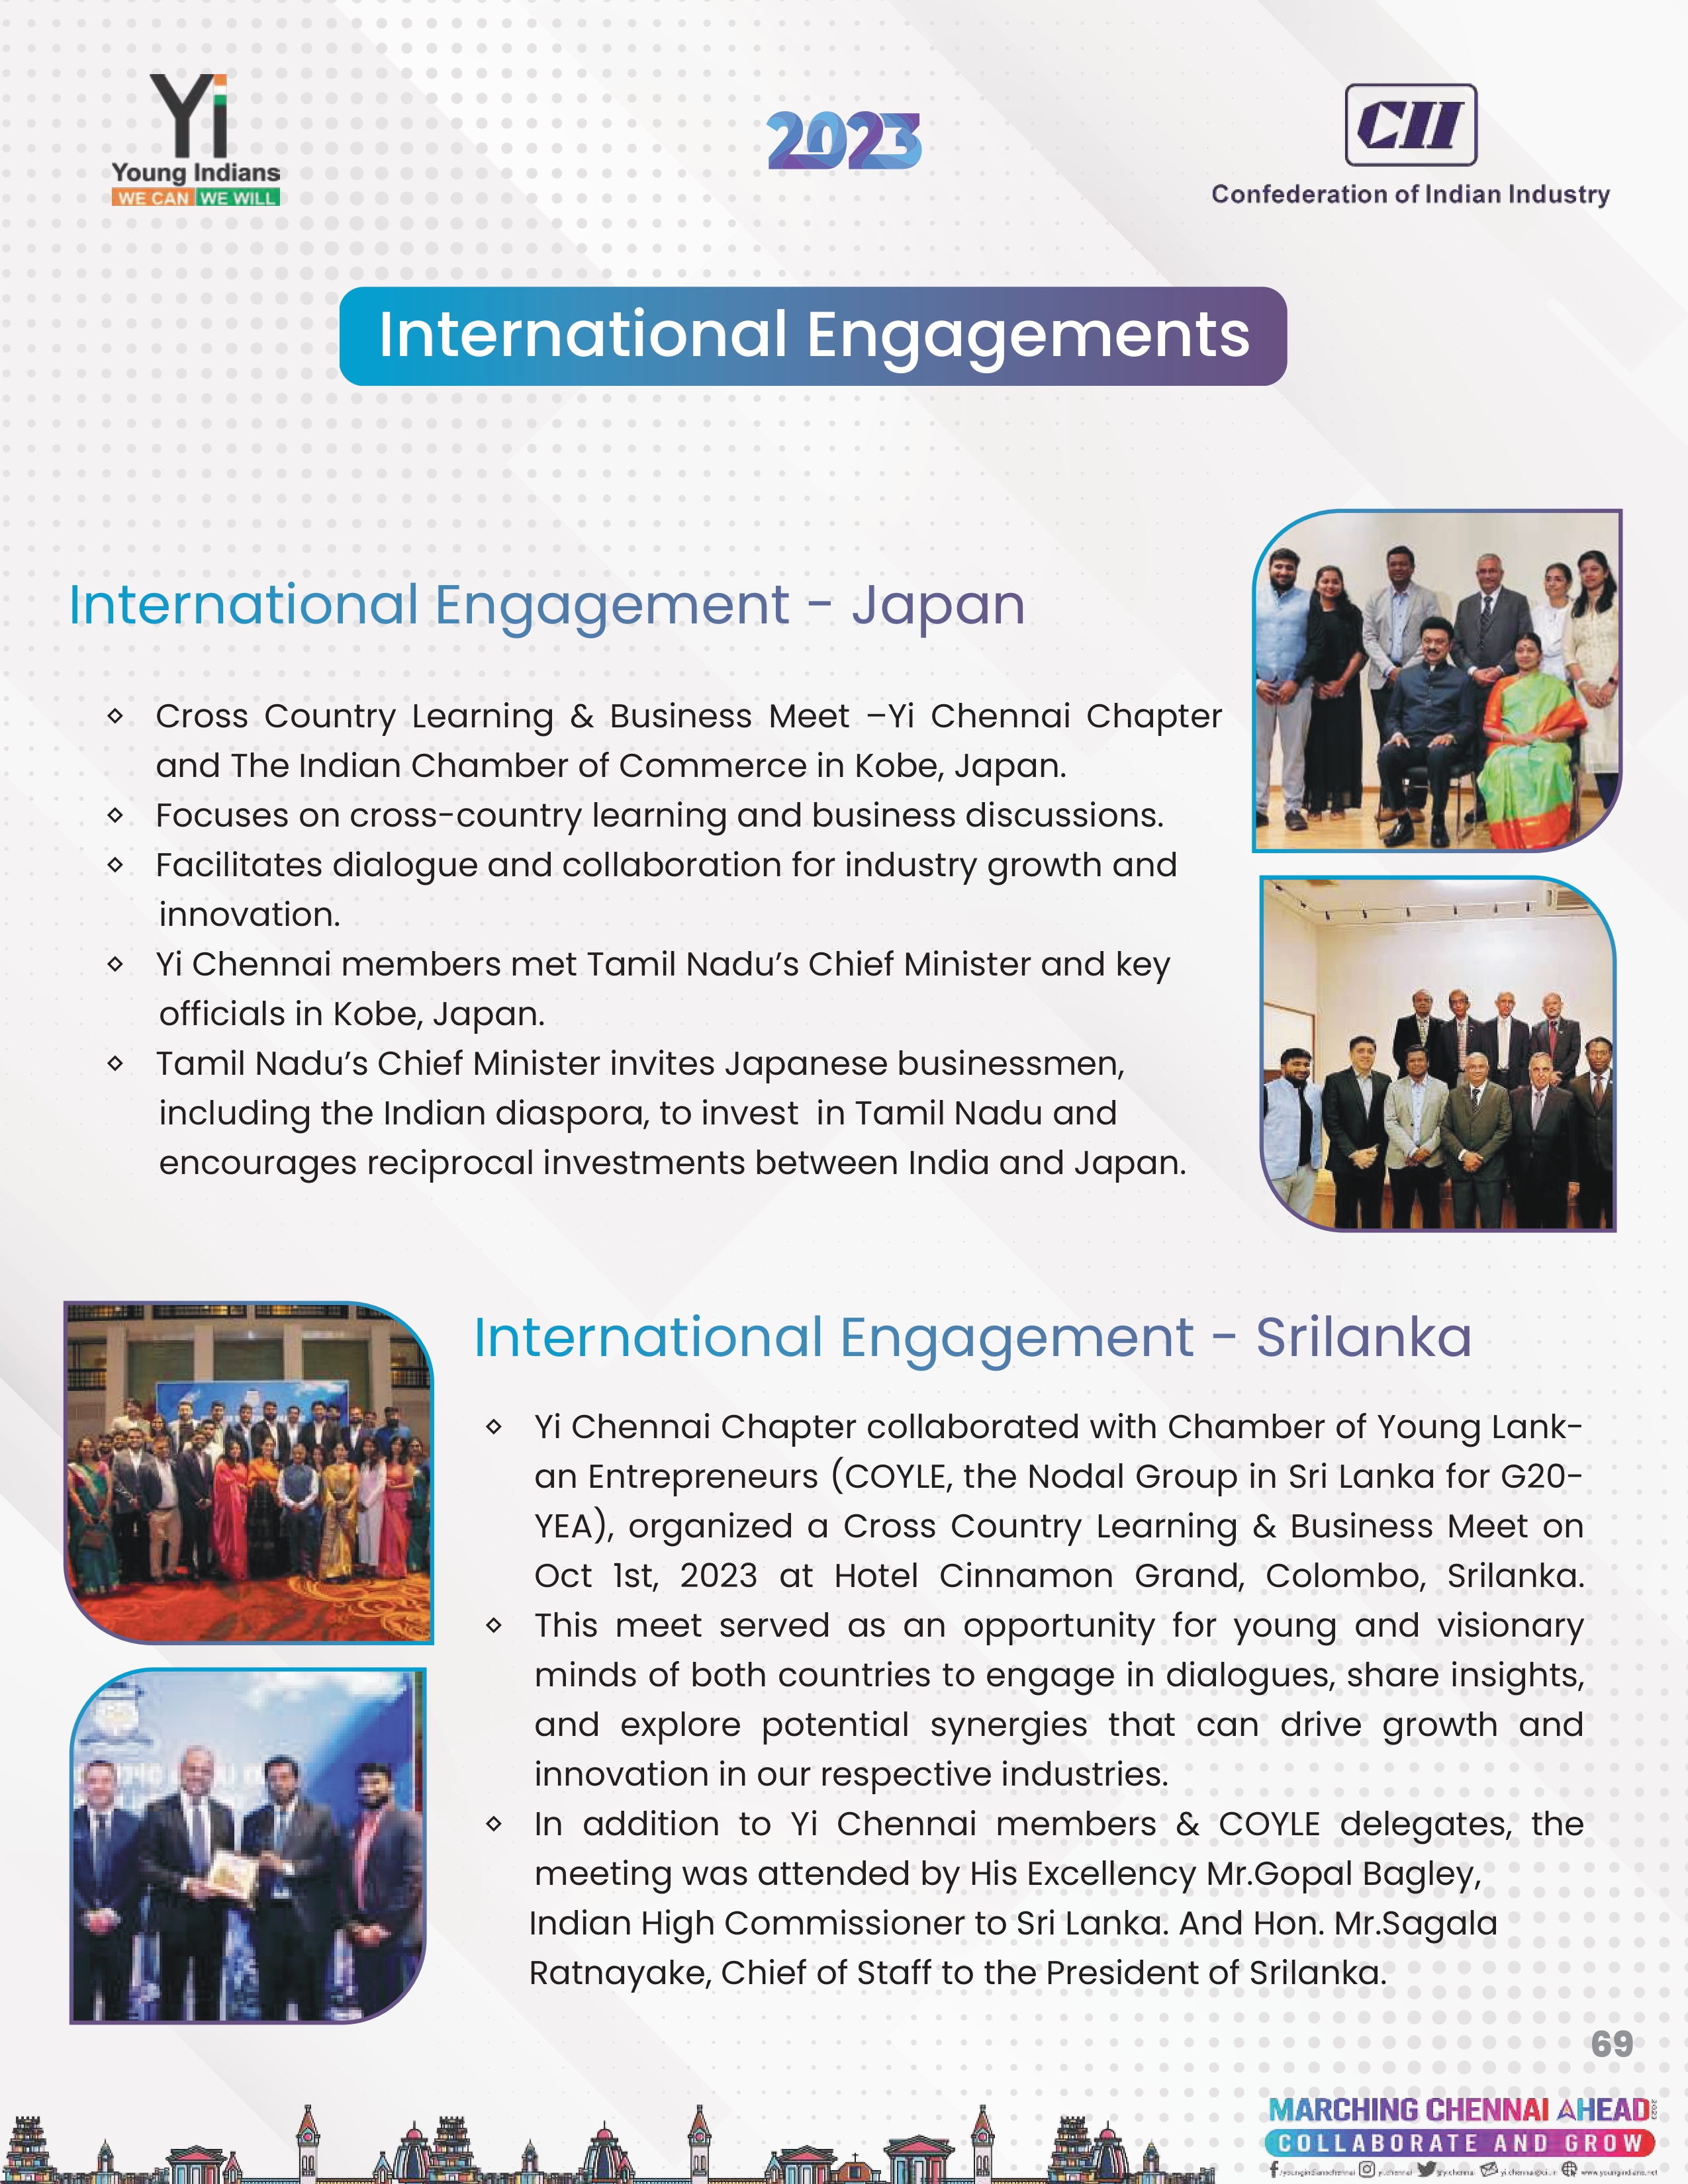 Yi
Young Indians
WE CAN WE WILL
2023
CII
Confederation of Indian Industry
International Engagements
International Engagement - Japan
⋄ Cross Country Learning & Business Meet –Yi Chennai Chapter
and The Indian Chamber of Commerce in Kobe, Japan.
⋄ Focuses on cross-country learning and business discussions.
⋄ Facilitates dialogue and collaboration for industry growth and
innovation.
⋄ Yi Chennai members met Tamil Nadu’s Chief Minister and key
officials in Kobe, Japan.
⋄ Tamil Nadu’s Chief Minister invites Japanese businessmen,
including the Indian diaspora, to invest in Tamil Nadu and
encourages reciprocal investments between India and Japan.
International Engagement - Srilanka
⋄ Yi Chennai Chapter collaborated with Chamber of Young Lank-
an Entrepreneurs (COYLE, the Nodal Group in Sri Lanka for G20-
YEA), organized a Cross Country Learning & Business Meet on
Oct 1st, 2023 at Hotel Cinnamon Grand, Colombo, Srilanka.
⋄ This meet served as an opportunity for young and visionary
minds of both countries to engage in dialogues, share insights,
and explore potential synergies that can drive growth and
innovation in our respective industries.
⋄ In addition to Yi Chennai members & COYLE delegates, the
meeting was attended by His Excellency Mr.Gopal Bagley,
Indian High Commissioner to Sri Lanka. And Hon. Mr.Sagala
Ratnayake, Chief of Staff to the President of Srilanka.
69
MARCHING CHENNAI AHEAD 2023
COLLABORATE AND GROW